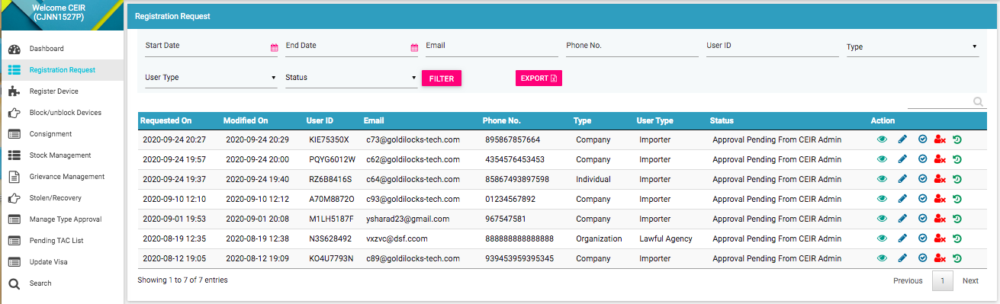 Welcome CEIR
(CJNN1527P)
Dashboard
Registration Request
Register Device
Block/unblock Devices
Consignment
Stock Management
Grievance Management
Stolen/Recovery
Manage Type Approval
Pending TAC List
Update Visa
Search
Registration Request
Start Date End Date Email Phone No. User ID Type
User Type Status FILTER EXPORT
Requested On Modified On User ID Email Phone No. Type User Type Status Action
2020-09-24 20:27 2020-09-24 20:29 KIE75350X c73@goldilocks-tech.com 895867857664 Company Importer Approval Pending From CEIR Admin
2020-09-24 19:57 2020-09-24 20:00 PQYG6012W c62@goldilocks-tech.com 4354576453453 Company Importer Approval Pending From CEIR Admin
2020-09-24 19:37 2020-09-24 19:40 RZ6B8416S c64@goldilocks-tech.com 85867493897598 Individual Importer Approval Pending From CEIR Admin
2020-09-10 12:10 2020-09-10 12:12 A70M8872O c93@goldilocks-tech.com 01234567892 Company Importer Approval Pending From CEIR Admin
2020-09-01 19:53 2020-09-01 20:08 M1LH5187F ysharad23@gmail.com 967547581 Company Importer Approval Pending From CEIR Admin
2020-08-19 12:35 2020-08-19 12:38 N3S628492 vxzvc@dsf.ccom 888888888888888 Organization Lawful Agency Approval Pending From CEIR Admin
2020-08-12 19:05 2020-08-12 19:09 KO4U7793N c89@goldilocks-tech.com 939453959395345 Company Importer Approval Pending From CEIR Admin
Showing 1 to 7 of 7 entries Previous 1 Next